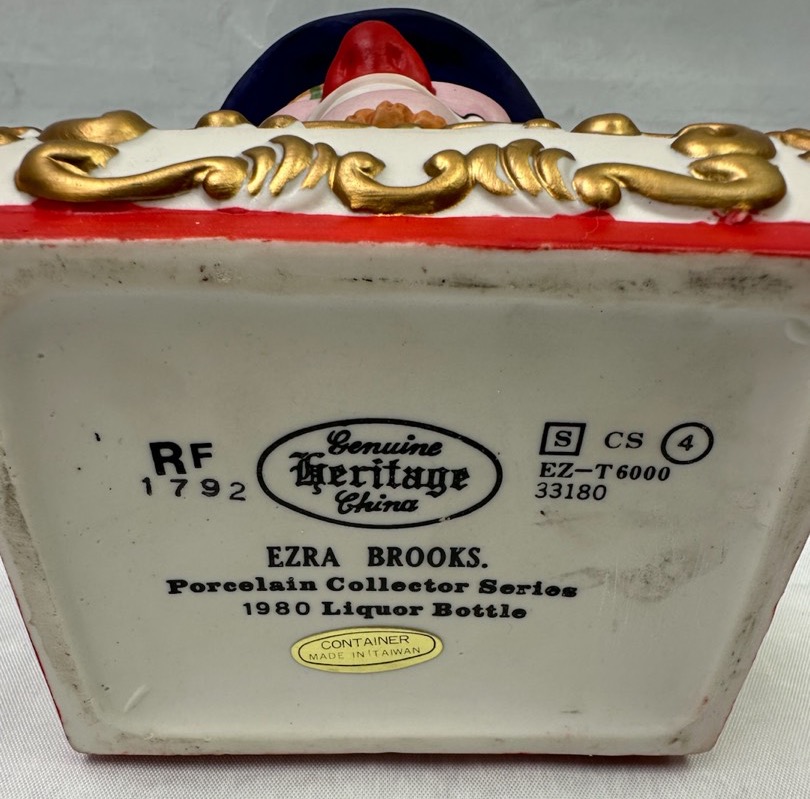 RF
1792
Genuine
Heritage
China
S CS 4
EZ-T6000
33180
EZRA BROOKS.
Porcelain Collector Series
1980 Liquor Bottle
CONTAINER
MADE IN TAIWAN